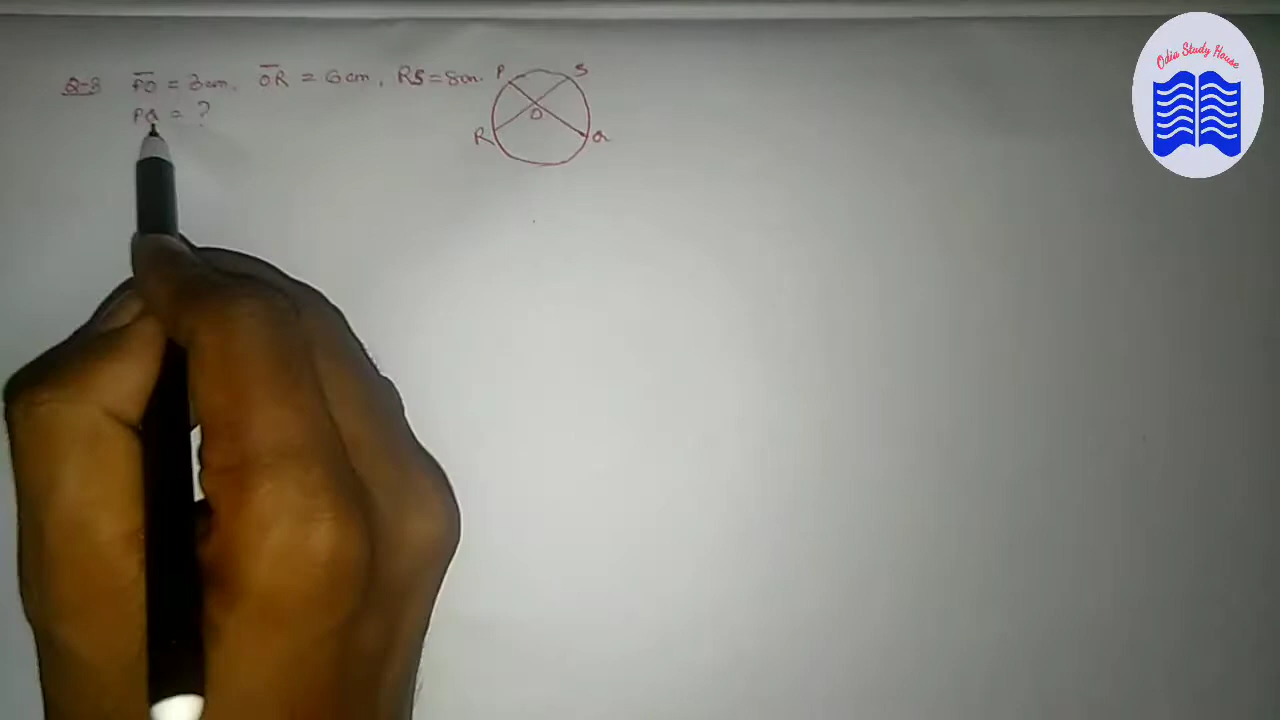 Q-8 PO = 3cm, OR = 6cm, RS = 8cm.
PQ = ?
P S
O
R Q
Odia Study House